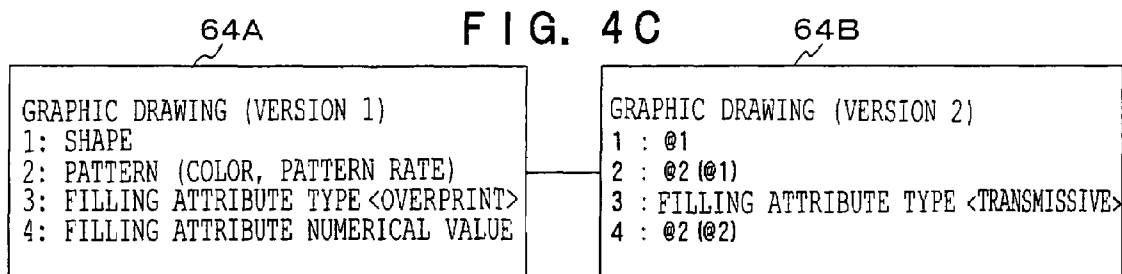 FIG. 4C
64A
64B
GRAPHIC DRAWING (VERSION 1)
1: SHAPE
2: PATTERN (COLOR, PATTERN RATE)
3: FILLING ATTRIBUTE TYPE<OVERPRINT>
4: FILLING ATTRIBUTE NUMERICAL VALUE
GRAPHIC DRAWING (VERSION 2)
1 : @1
2 : @2(@1)
3 : FILLING ATTRIBUTE TYPE<TRANSMISSIVE>
4 : @2(@2)